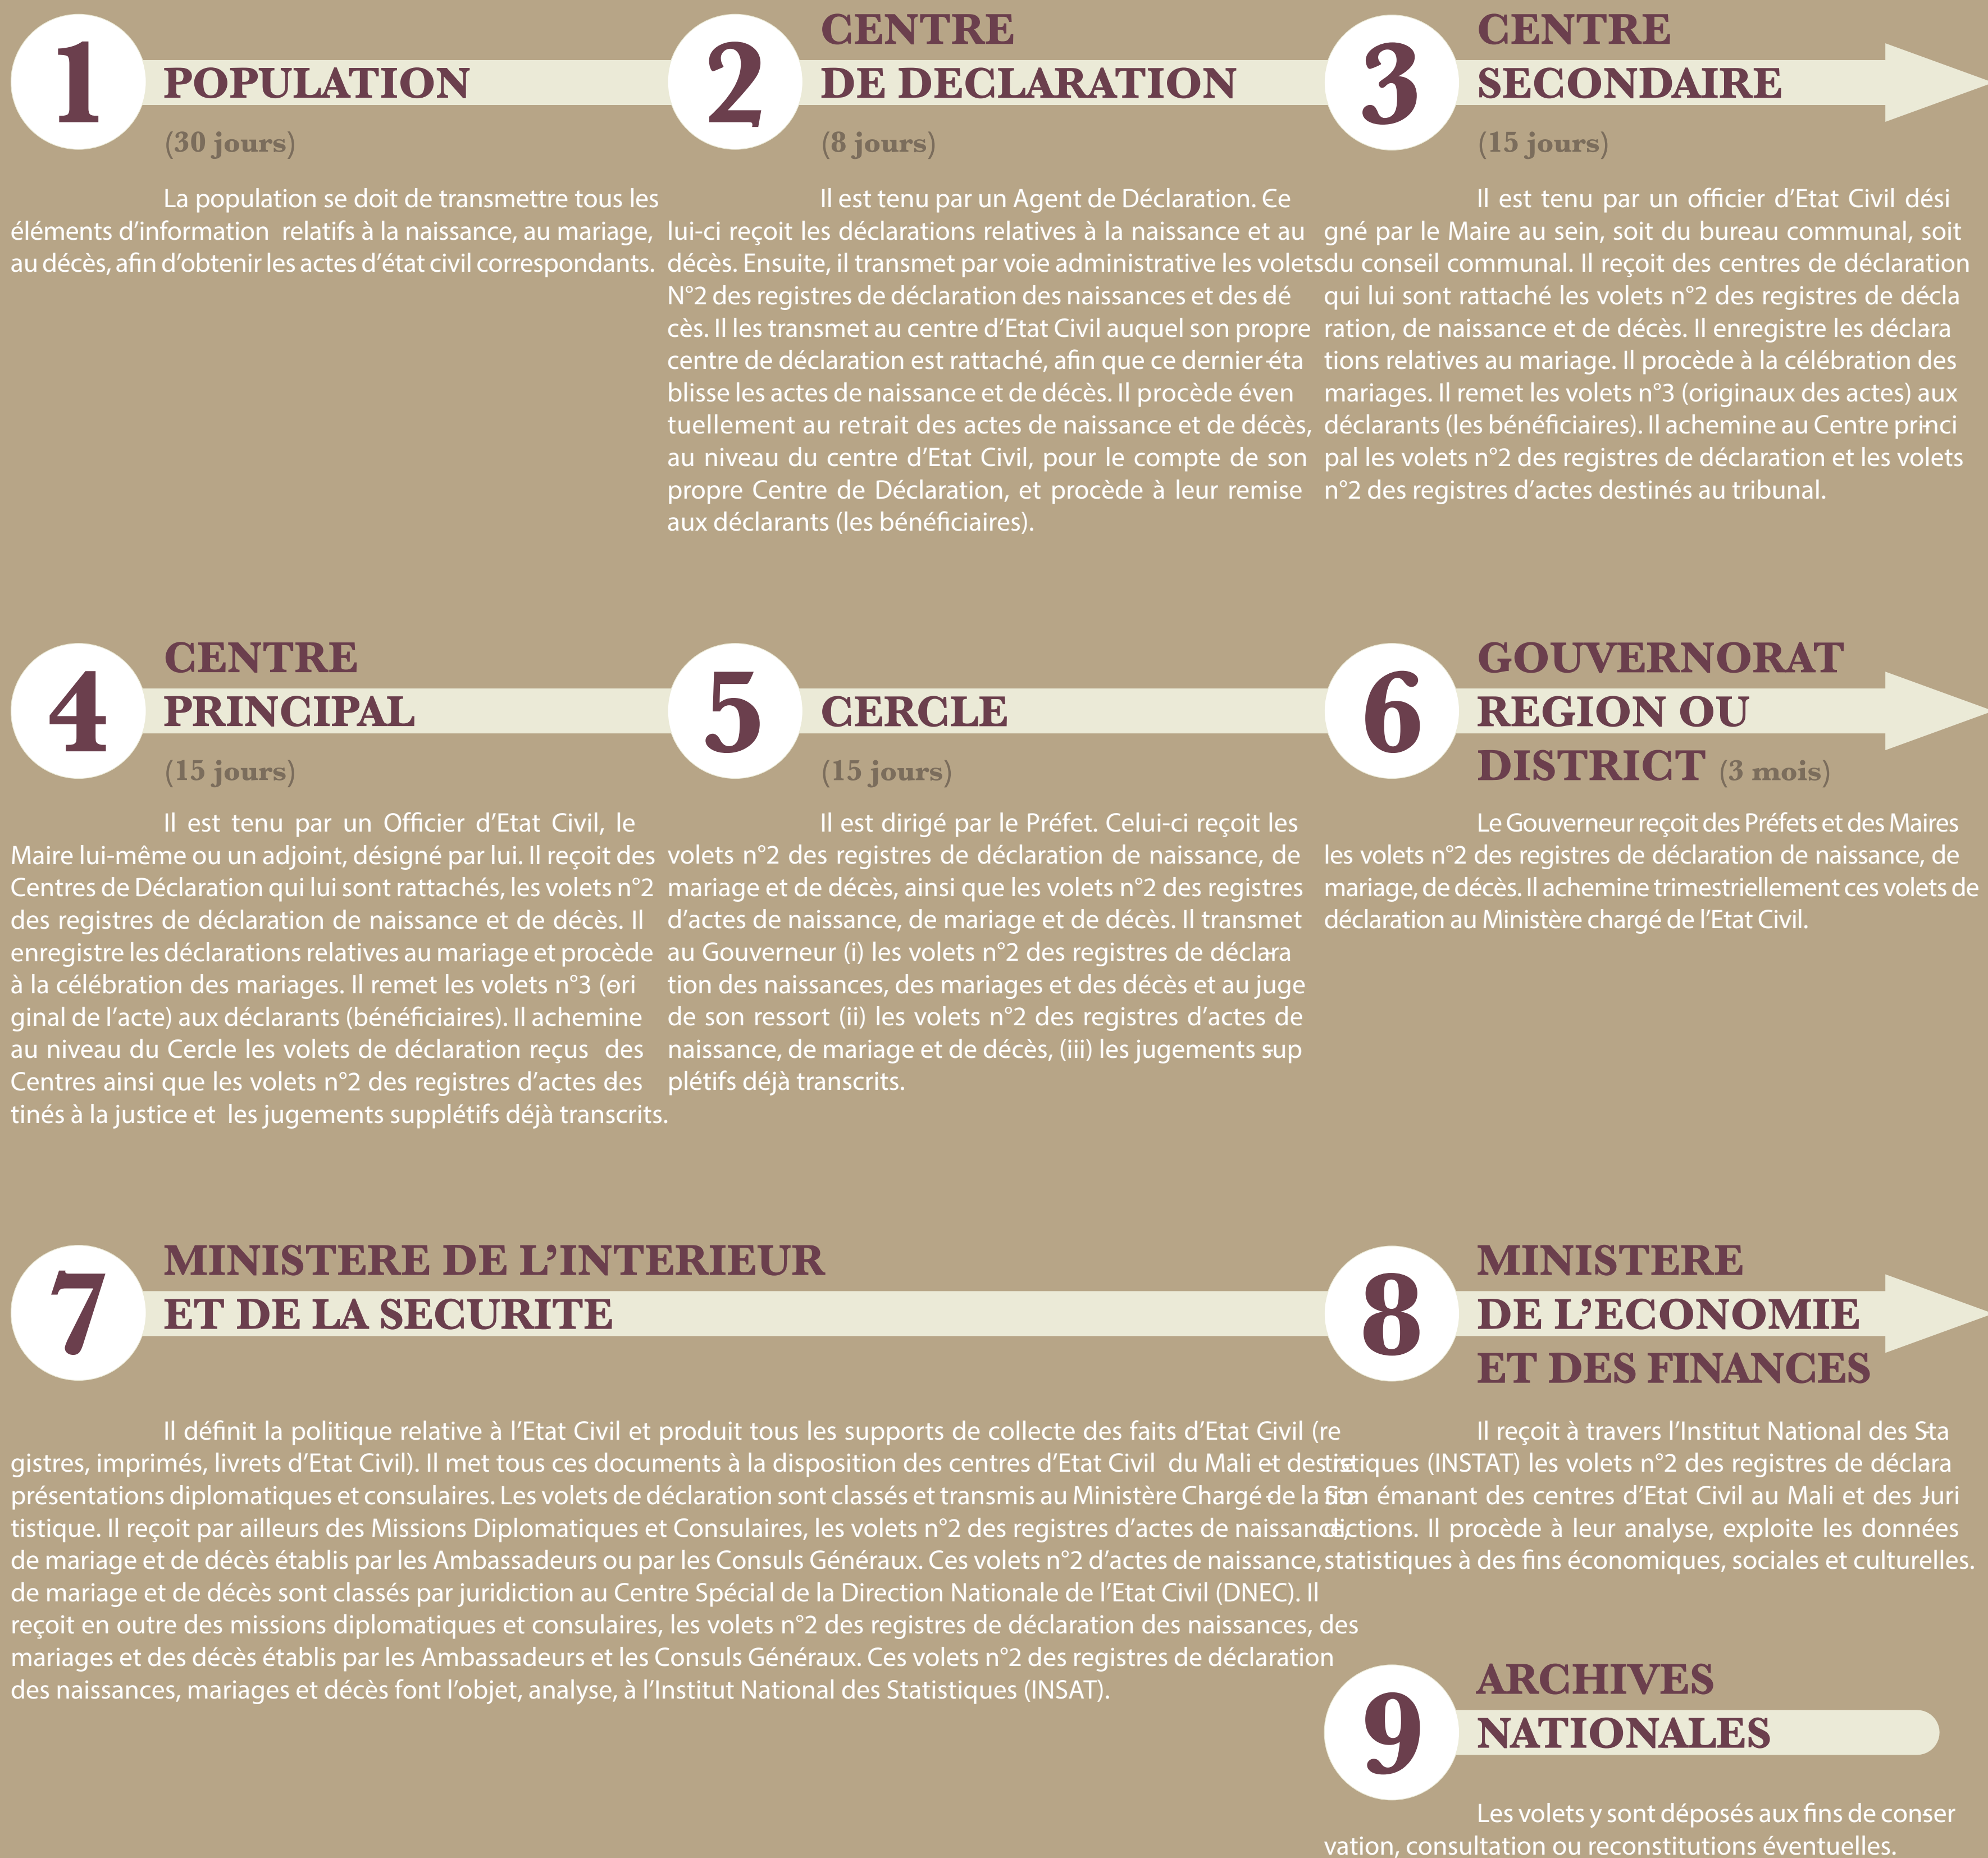 1
POPULATION
(30 jours)
La population se doit de transmettre tous les
éléments d’information relatifs à la naissance, au mariage,
au décès, afin d’obtenir les actes d’état civil correspondants.
2
CENTRE
DE DECLARATION
(8 jours)
Il est tenu par un Agent de Déclaration. Ce-
lui-ci reçoit les déclarations relatives à la naissance et au
décès. Ensuite, il transmet par voie administrative les volets
N°2 des registres de déclaration des naissances et des dé-
cès. Il les transmet au centre d’Etat Civil auquel son propre
centre de déclaration est rattaché, afin que ce dernier éta-
blisse les actes de naissance et de décès. Il procède éven
tuellement au retrait des actes de naissance et de décès,
au niveau du centre d’Etat Civil, pour le compte de son
propre Centre de Déclaration, et procède à leur remise
aux déclarants (les bénéficiaires).
3
CENTRE
SECONDAIRE
(15 jours)
Il est tenu par un officier d’Etat Civil dési
gné par le Maire au sein, soit du bureau communal, soit
du conseil communal. Il reçoit des centres de déclaration
qui lui sont rattaché les volets n°2 des registres de décla-
ration, de naissance et de décès. Il enregistre les déclara-
tions relatives au mariage. Il procède à la célébration des
mariages. Il remet les volets n°3 (originaux des actes) aux
déclarants (les bénéficiaires). Il achemine au Centre princi-
pal les volets n°2 des registres de déclaration et les volets
n°2 des registres d’actes destinés au tribunal.
4
CENTRE
PRINCIPAL
(15 jours)
Il est tenu par un Officier d’Etat Civil, le
Maire lui-même ou un adjoint, désigné par lui. Il reçoit des
Centres de Déclaration qui lui sont rattachés, les volets n°2
des registres de déclaration de naissance et de décès. Il
enregistre les déclarations relatives au mariage et procède
à la célébration des mariages. Il remet les volets n°3 (ori-
ginal de l’acte) aux déclarants (bénéficiaires). Il achemine
au niveau du Cercle les volets de déclaration reçus des
Centres ainsi que les volets n°2 des registres d’actes des-
tinés à la justice et les jugements supplétifs déjà transcrits.
5
CERCLE
(15 jours)
Il est dirigé par le Préfet. Celui-ci reçoit les
volets n°2 des registres de déclaration de naissance, de
mariage et de décès, ainsi que les volets n°2 des registres
d’actes de naissance, de mariage et de décès. Il transmet
au Gouverneur (i) les volets n°2 des registres de déclara-
tion des naissances, des mariages et des décès et au juge
de son ressort (ii) les volets n°2 des registres d’actes de
naissance, de mariage et de décès, (iii) les jugements sup-
plétifs déjà transcrits.
6
GOUVERNORAT
REGION OU
DISTRICT (3 mois)
Le Gouverneur reçoit des Préfets et des Maires
les volets n°2 des registres de déclaration de naissance, de
mariage, de décès. Il achemine trimestriellement ces volets de
déclaration au Ministère chargé de l’Etat Civil.
7
MINISTERE DE L’INTERIEUR
ET DE LA SECURITE
Il définit la politique relative à l’Etat Civil et produit tous les supports de collecte des faits d’Etat Civil (re-
gistres, imprimés, livrets d’Etat Civil). Il met tous ces documents à la disposition des centres d’Etat Civil du Mali et des re-
présentations diplomatiques et consulaires. Les volets de déclaration sont classés et transmis au Ministère Chargé de la Sta-
tistique. Il reçoit par ailleurs des Missions Diplomatiques et Consulaires, les volets n°2 des registres d’actes de naissance,
de mariage et de décès établis par les Ambassadeurs ou par les Consuls Généraux. Ces volets n°2 d’actes de naissance,
de mariage et de décès sont classés par juridiction au Centre Spécial de la Direction Nationale de l’Etat Civil (DNEC). Il
reçoit en outre des missions diplomatiques et consulaires, les volets n°2 des registres de déclaration des naissances, des
mariages et des décès établis par les Ambassadeurs et les Consuls Généraux. Ces volets n°2 des registres de déclaration
des naissances, mariages et décès font l’objet, analyse, à l’Institut National des Statistiques (INSAT).
8
MINISTERE
DE L’ECONOMIE
ET DES FINANCES
Il reçoit à travers l’Institut National des Sta-
tistiques (INSTAT) les volets n°2 des registres de déclara-
tion émanant des centres d’Etat Civil au Mali et des Juri-
dictions. Il procède à leur analyse, exploite les données
statistiques à des fins économiques, sociales et culturelles.
9
ARCHIVES
NATIONALES
Les volets y sont déposés aux fins de conser-
vation, consultation ou reconstitutions éventuelles.